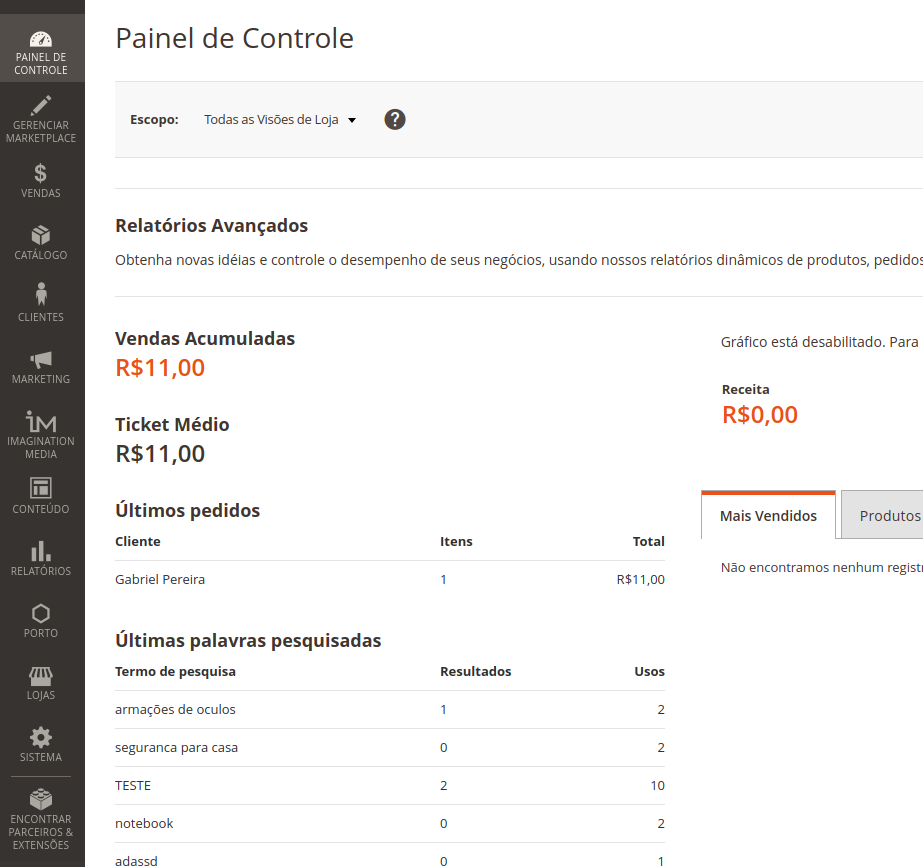 PAINEL DE
CONTROLE
GERENCIAR
MARKETPLACE
VENDAS
CATÁLOGO
CLIENTES
MARKETING
iM
IMAGINATION
MEDIA
CONTEÚDO
RELATÓRIOS
PORTO
LOJAS
SISTEMA
ENCONTRAR
PARCEIROS &
EXTENSÕES
Painel de Controle
Escopo: Todas as Visões de Loja ?
Relatórios Avançados
Obtenha novas idéias e controle o desempenho de seus negócios, usando nossos relatórios dinâmicos de produtos, pedidos
Vendas Acumuladas
R$11,00
Ticket Médio
R$11,00
Últimos pedidos
Cliente Itens Total
Gabriel Pereira 1 R$11,00
Últimas palavras pesquisadas
Termo de pesquisa Resultados Usos
armações de oculos 1 2
seguranca para casa 0 2
TESTE 2 10
notebook 0 2
adassd 0 1
Gráfico está desabilitado. Para
Receita
R$0,00
Mais Vendidos Produtos
Não encontramos nenhum regist